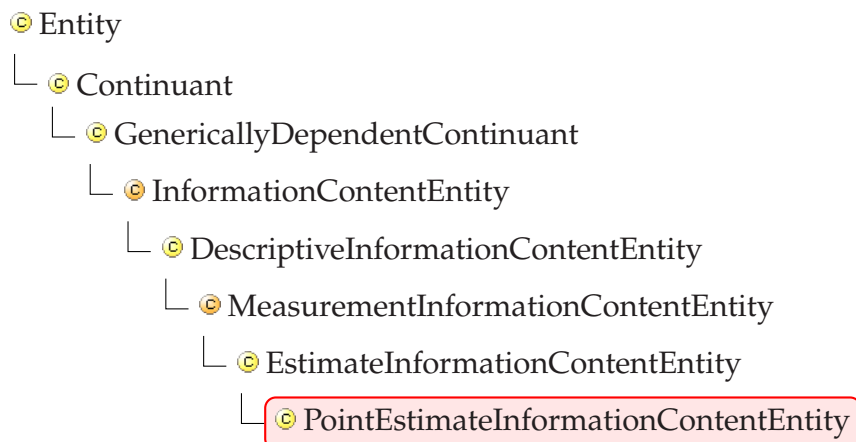 Entity
Continuant
GenericallyDependentContinuant
InformationContentEntity
DescriptiveInformationContentEntity
MeasurementInformationContentEntity
EstimateInformationContentEntity
PointEstimateInformationContentEntity